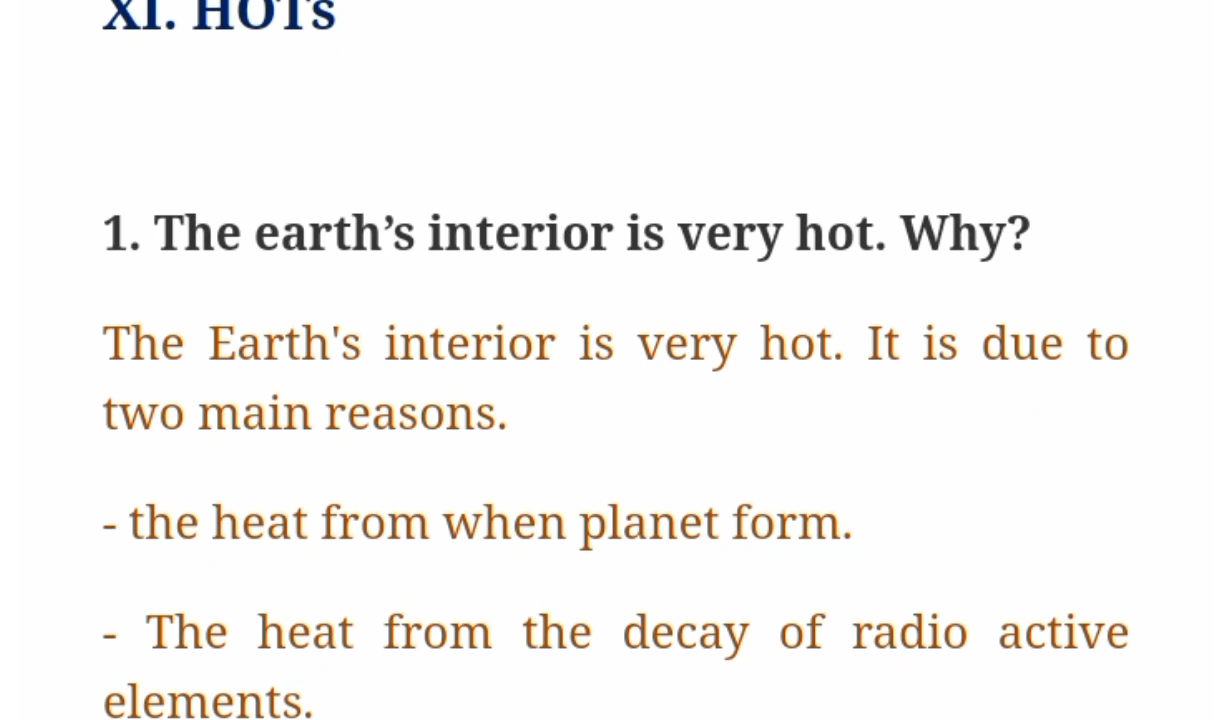 XI. HOTs
1. The earth’s interior is very hot. Why?
The Earth's interior is very hot. It is due to
two main reasons.
- the heat from when planet form.
- The heat from the decay of radio active
elements.